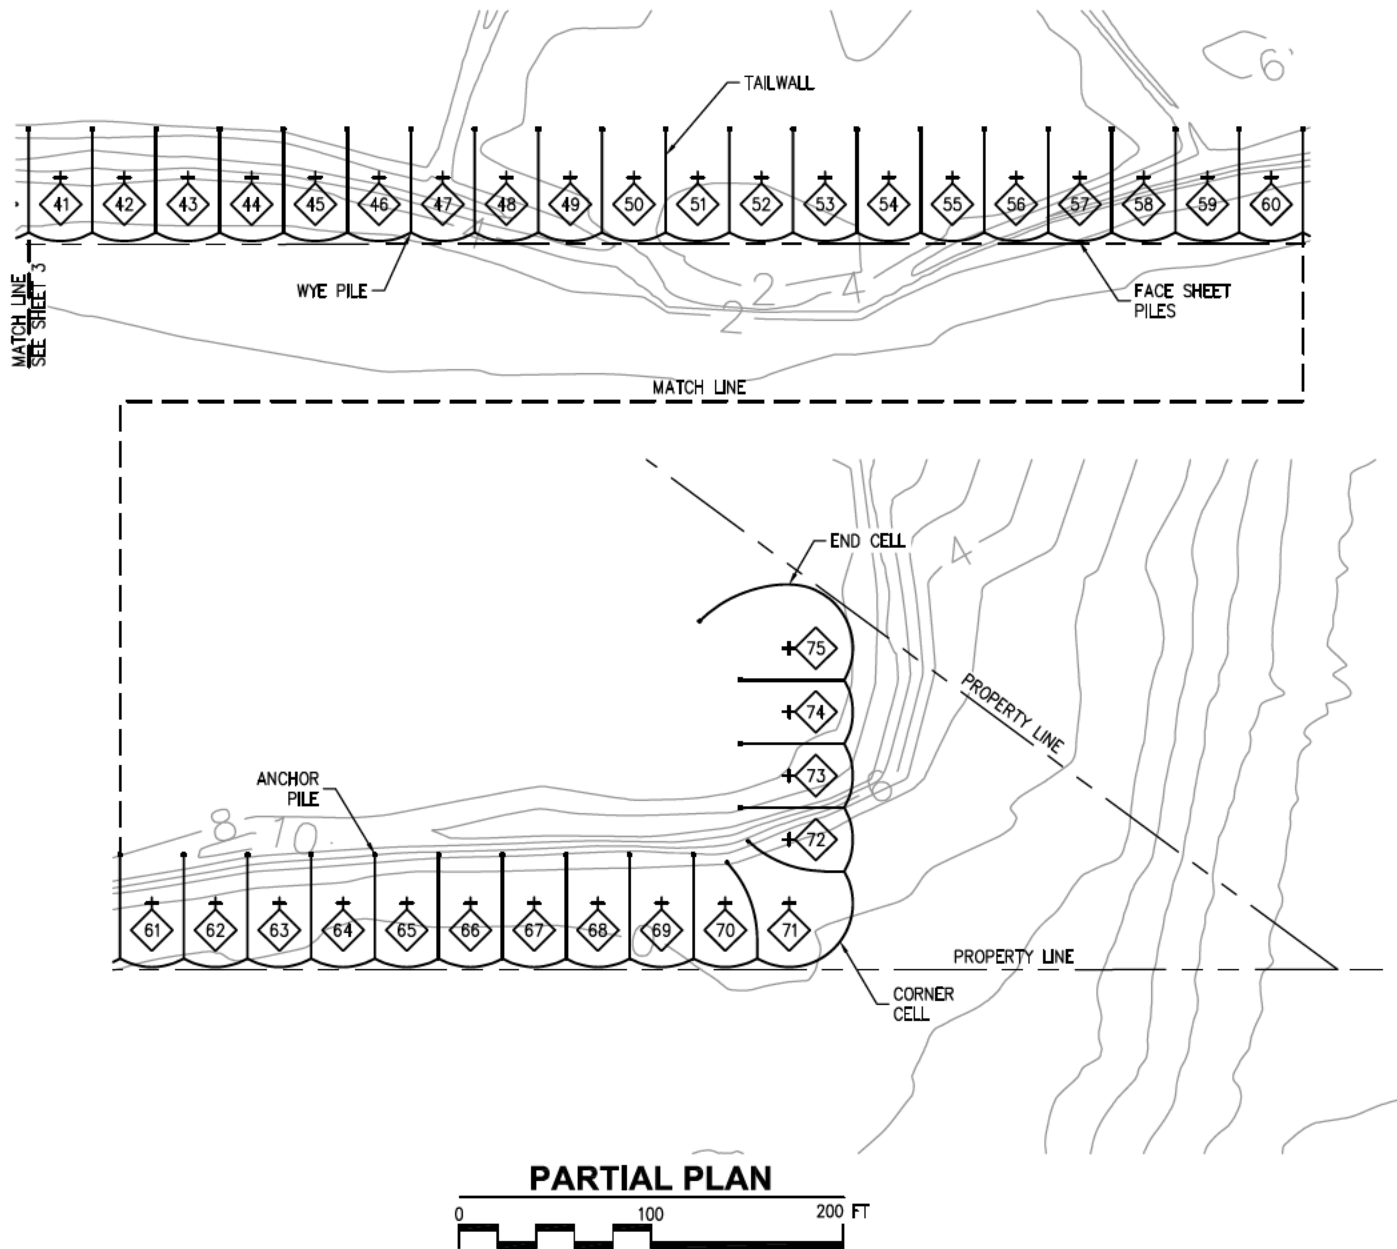 6'
TAILWALL
41 42 43 44 45 46 47 48 49 50 51 52 53 54 55 56 57 58 59 60
MATCH LINE
SEE SHEET 3
WYE PILE
2 4
2
FACE SHEET
PILES
MATCH LINE
END CELL
4
75
PROPERTY LINE
74
73
6
ANCHOR
PILE
8 10
72
61 62 63 64 65 66 67 68 69 70 71
PROPERTY LINE
CORNER
CELL
PARTIAL PLAN
0 100 200 FT